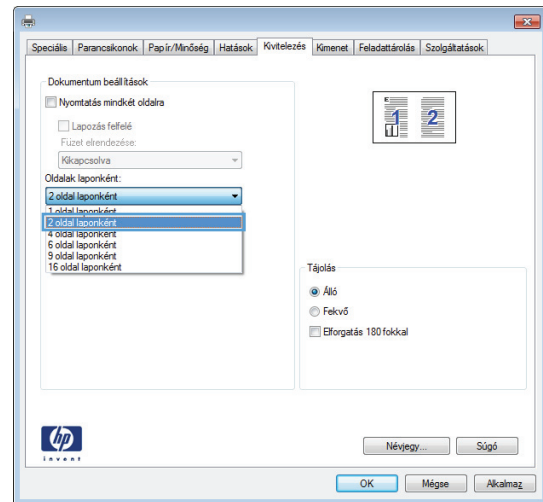 Speciális Parancsikonok Papír/Minőség Hatások Kivitelezés Kimenet Feladattárolás Szolgáltatások
Dokumentum beállítások
Nyomtatás mindkét oldalra
Lapozás felfelé
Füzet elrendezése:
Kikapcsolva
Oldalak laponként:
2 oldal laponként
1 oldal laponként
2 oldal laponként
4 oldal laponként
6 oldal laponként
9 oldal laponként
16 oldal laponként
E
1 2
Tájolás
Álló
Fekvő
Elforgatás 180 fokkal
hp
invent
Névjegy... Súgó
OK Mégse Alkalmaz